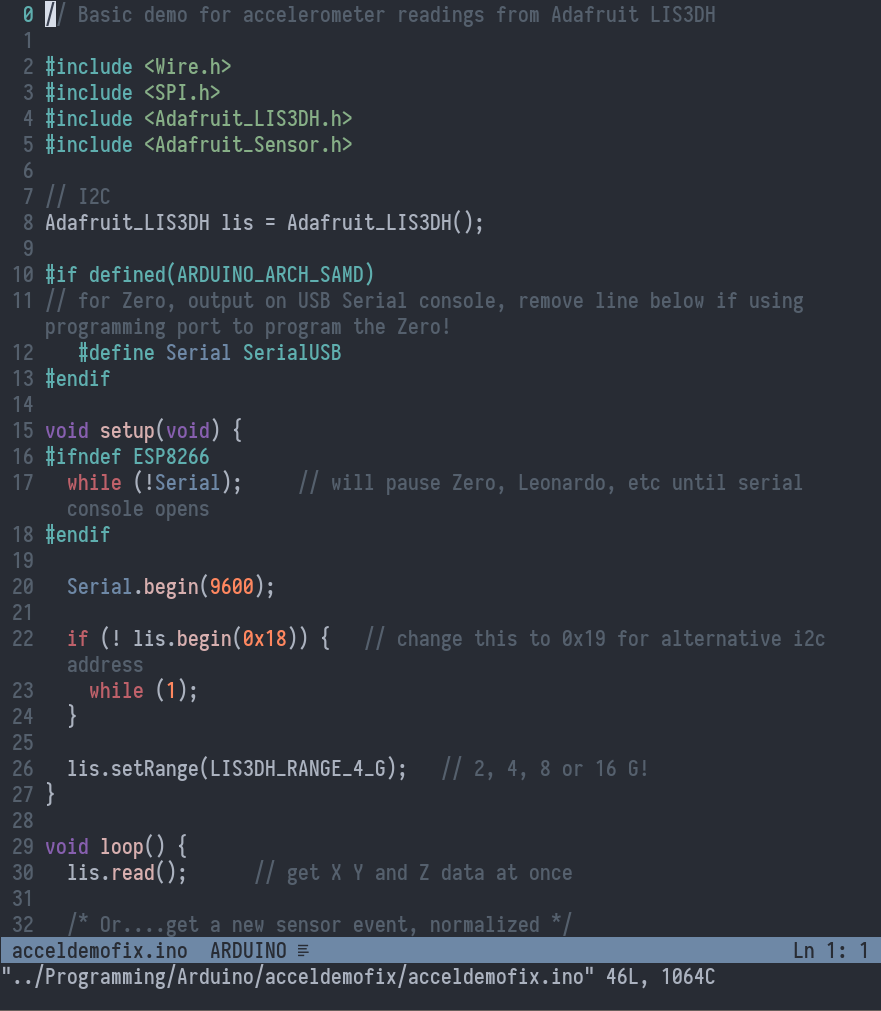 0 // Basic demo for accelerometer readings from Adafruit LIS3DH
1
2 #include <Wire.h>
3 #include <SPI.h>
4 #include <Adafruit_LIS3DH.h>
5 #include <Adafruit_Sensor.h>
6
7 // I2C
8 Adafruit_LIS3DH lis = Adafruit_LIS3DH();
9
10 #if defined(ARDUINO_ARCH_SAMD)
11 // for Zero, output on USB Serial console, remove line below if using
programming port to program the Zero!
12    #define Serial SerialUSB
13 #endif
14
15 void setup(void) {
16 #ifndef ESP8266
17   while (!Serial);     // will pause Zero, Leonardo, etc until serial
console opens
18 #endif
19
20   Serial.begin(9600);
21
22   if (! lis.begin(0x18)) {   // change this to 0x19 for alternative i2c
address
23     while (1);
24   }
25
26   lis.setRange(LIS3DH_RANGE_4_G);   // 2, 4, 8 or 16 G!
27 }
28
29 void loop() {
30   lis.read();      // get X Y and Z data at once
31
32   /* Or....get a new sensor event, normalized */
acceldemofix.ino  ARDUINO ≡ Ln 1: 1
"../Programming/Arduino/acceldemofix/acceldemofix.ino" 46L, 1064C